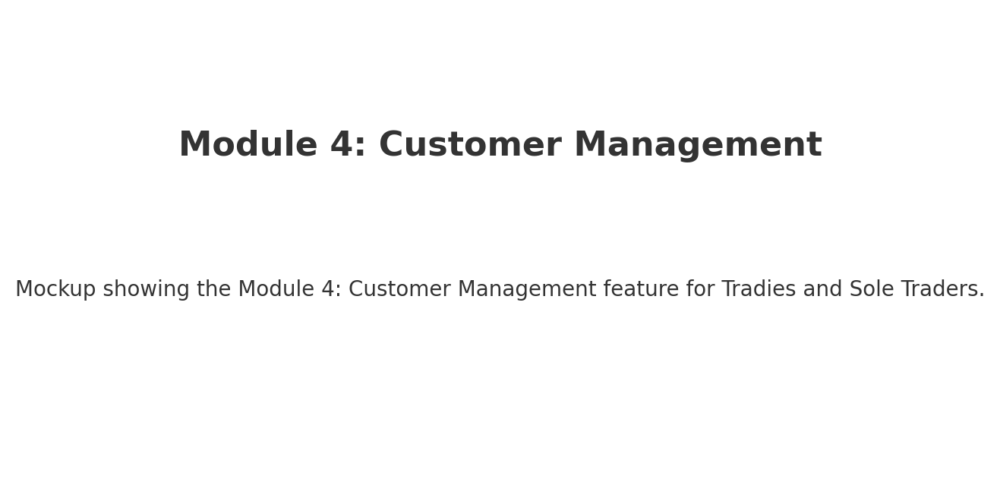 Module 4: Customer Management
Mockup showing the Module 4: Customer Management feature for Tradies and Sole Traders.